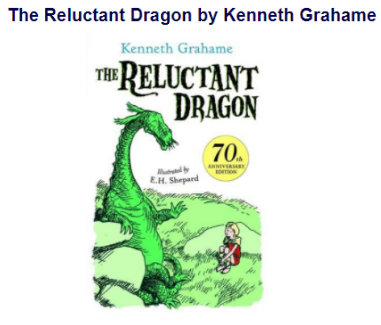 The Reluctant Dragon by Kenneth Grahame
Kenneth Grahame
THE RELUCTANT
DRAGON
70th
ANNIVERSARY
EDITION
Illustrated by
E.H. Shepard